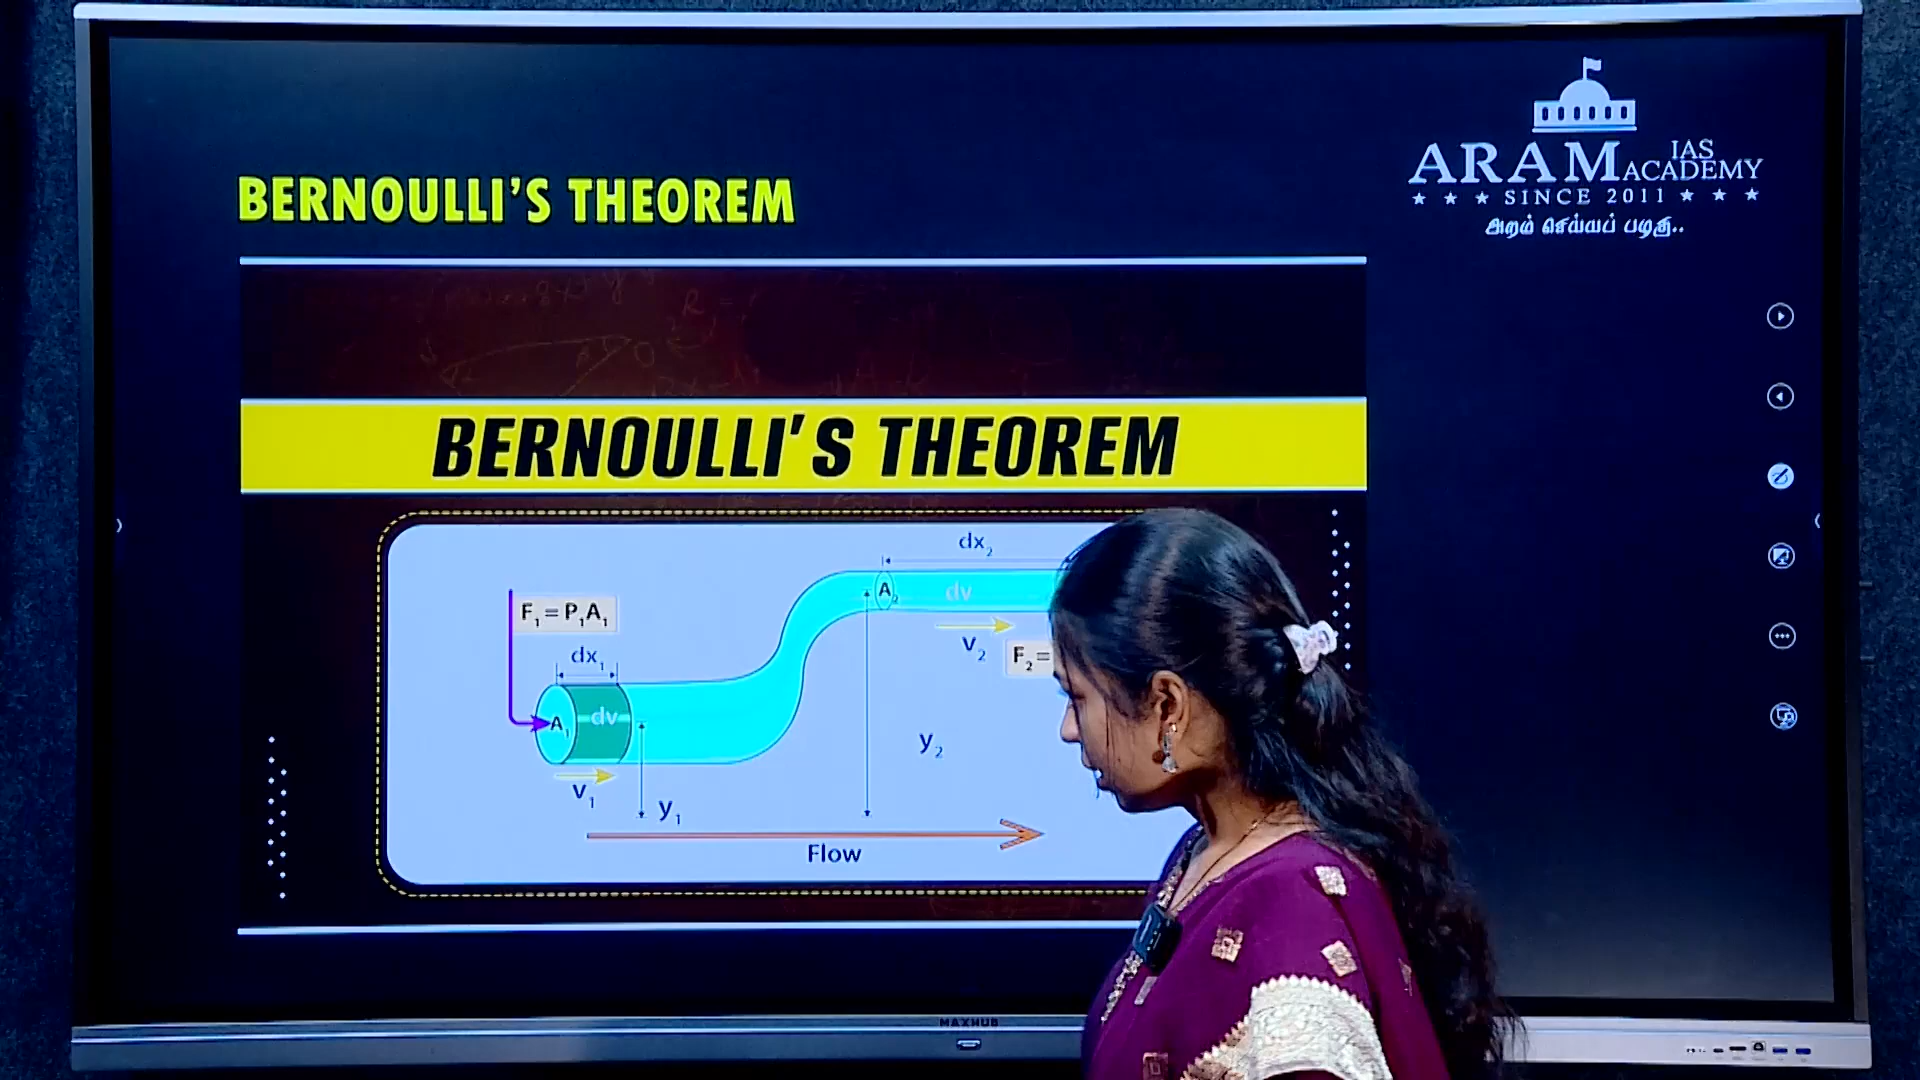 ARAM IAS ACADEMY
★ ★ ★ SINCE 2011 ★ ★ ★
அறம் செய்யப் படிகு..
BERNOULLI'S THEOREM
BERNOULLI'S THEOREM
dx₂
A₂
dv
F₁ = P₁A₁
v₂
F₂ =
dx₁
A₁
dv
y₂
v₁
y₁
Flow
MAXHUB